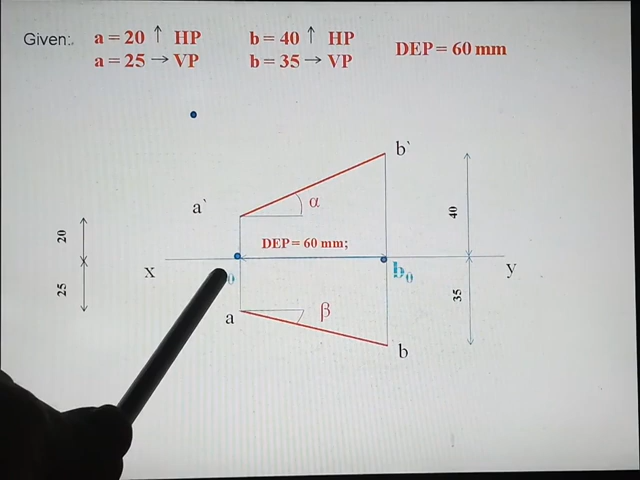 Given:. a = 20 ↑ HP b = 40 ↑ HP
a = 25 → VP b = 35 → VP
DEP = 60 mm
b`
a` α
20 40
DEP = 60 mm;
x 0 b0 y
25 35
a β
b